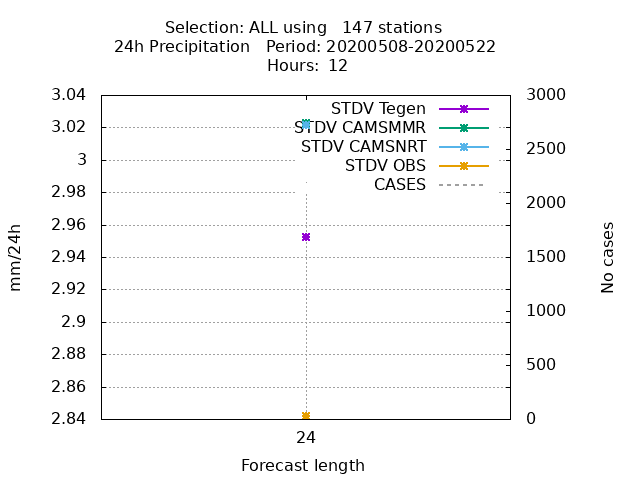 Selection: ALL using   147 stations
24h Precipitation   Period: 20200508-20200522
Hours:  12
STDV Tegen
STDV CAMSMMR
STDV CAMSNRT
STDV OBS
CASES
3.04
3.02
3
2.98
2.96
2.94
2.92
2.9
2.88
2.86
2.84
3000
2500
2000
1500
1000
500
0
mm/24h
No cases
24
Forecast length